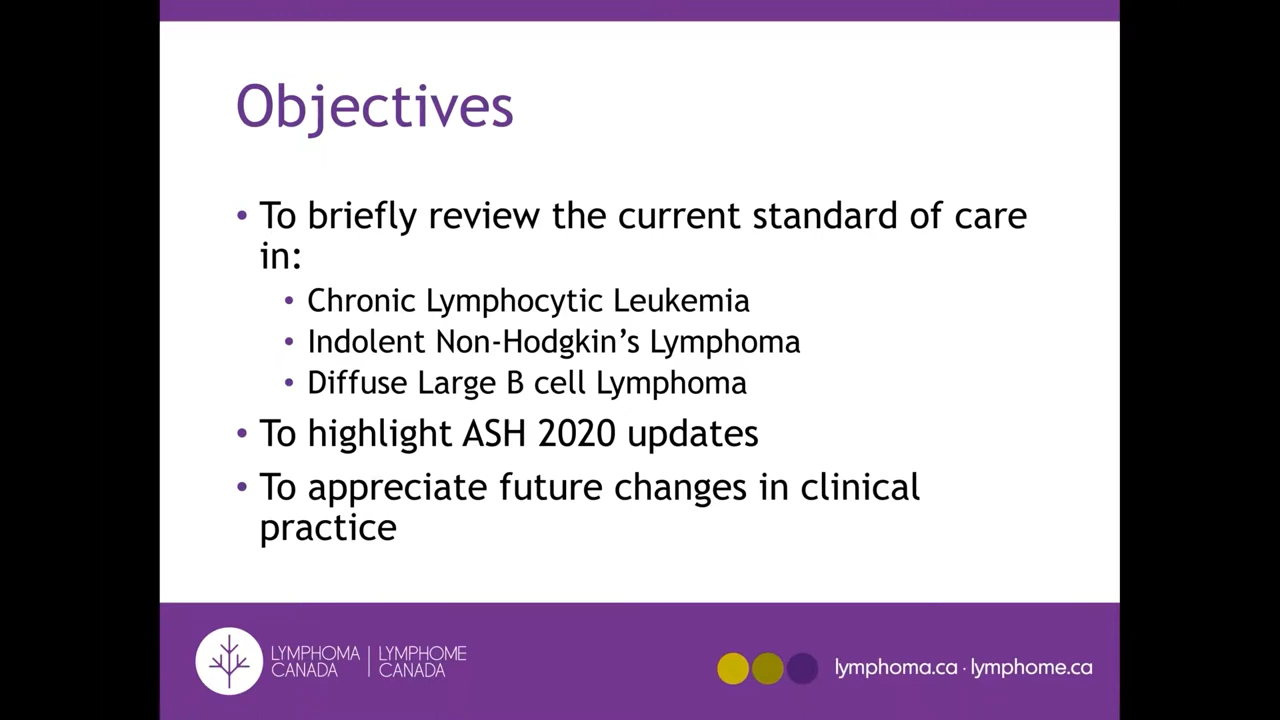 Objectives
• To briefly review the current standard of care
in:
• Chronic Lymphocytic Leukemia
• Indolent Non-Hodgkin’s Lymphoma
• Diffuse Large B cell Lymphoma
• To highlight ASH 2020 updates
• To appreciate future changes in clinical
practice
LYMPHOMA | LYMPHOME
CANADA | CANADA
lymphoma.ca · lymphome.ca